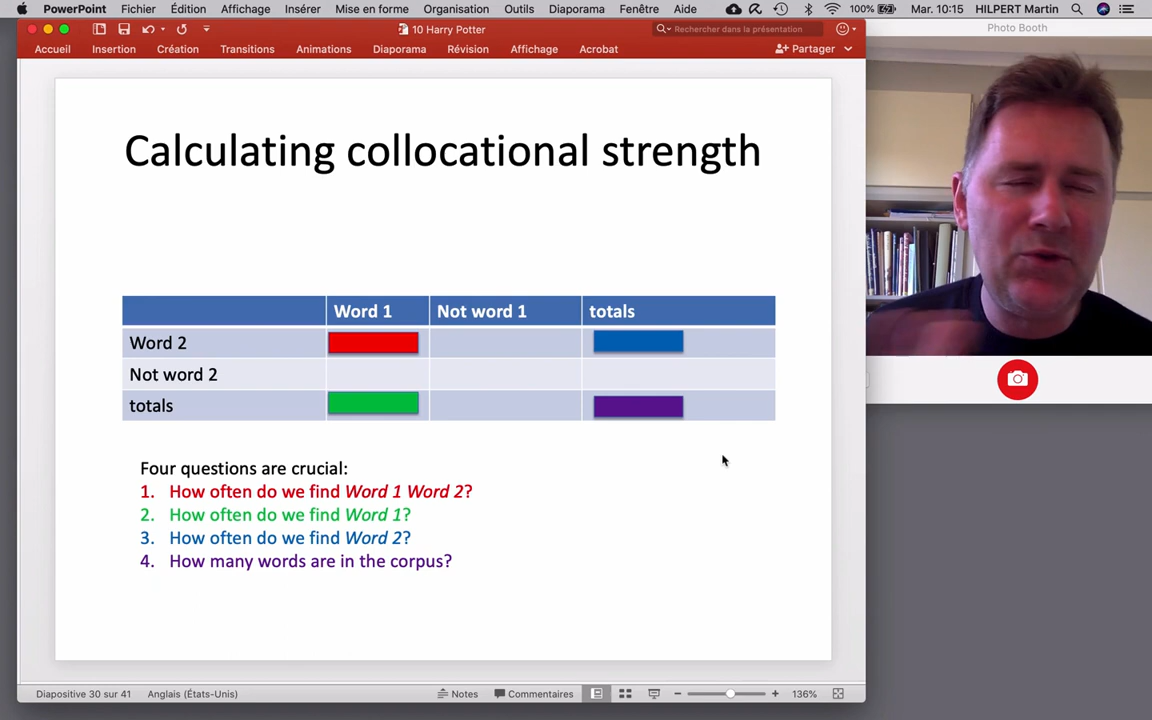 PowerPoint Fichier Édition Affichage Insérer Mise en forme Organisation Outils Diaporama Fenêtre Aide 100% Mar. 10:15 HILPERT Martin
10 Harry Potter
Rechercher dans la présentation
Photo Booth
Accueil Insertion Création Transitions Animations Diaporama Révision Affichage Acrobat Partager
Calculating collocational strength
Word 1 Not word 1 totals
Word 2
Not word 2
totals
Four questions are crucial:
1. How often do we find Word 1 Word 2?
2. How often do we find Word 1?
3. How often do we find Word 2?
4. How many words are in the corpus?
Diapositive 30 sur 41 Anglais (États-Unis) Notes Commentaires 136%